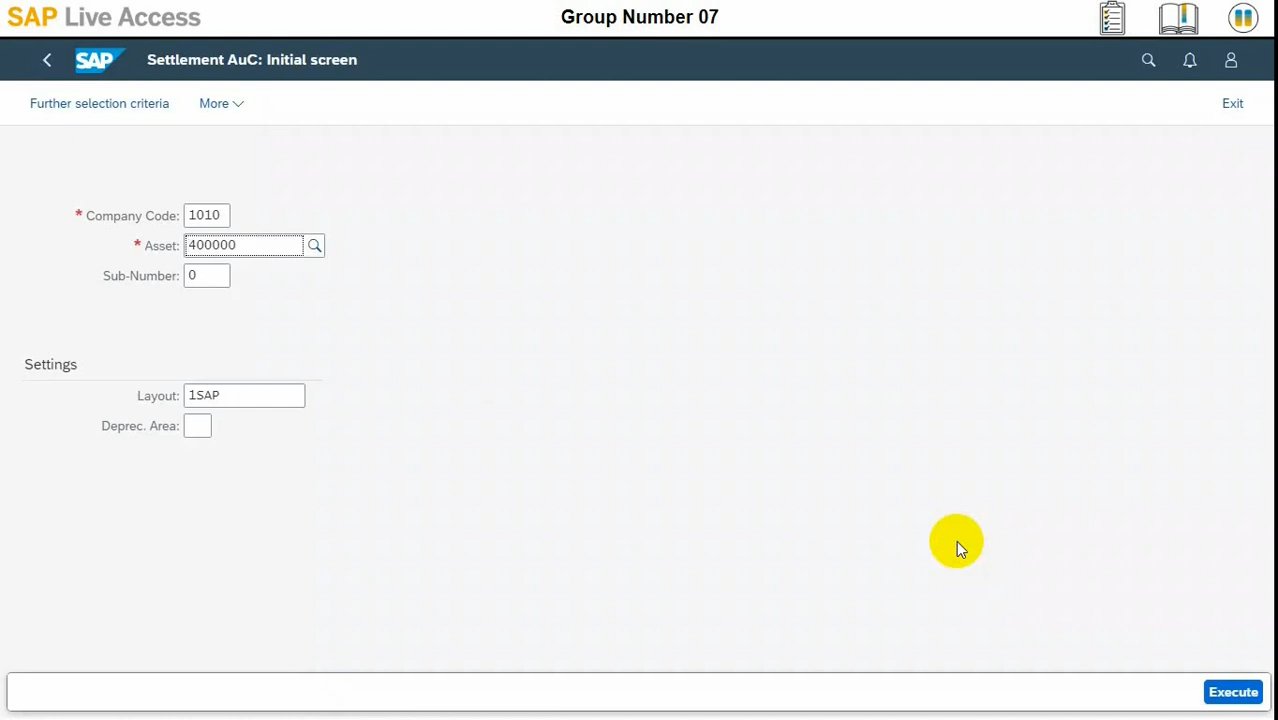 SAP Live Access
Group Number 07
SAP
Settlement AuC: Initial screen
Further selection criteria
More
Exit
* Company Code: 1010
* Asset: 400000
Sub-Number: 0
Settings
Layout: 1SAP
Deprec. Area:
Execute